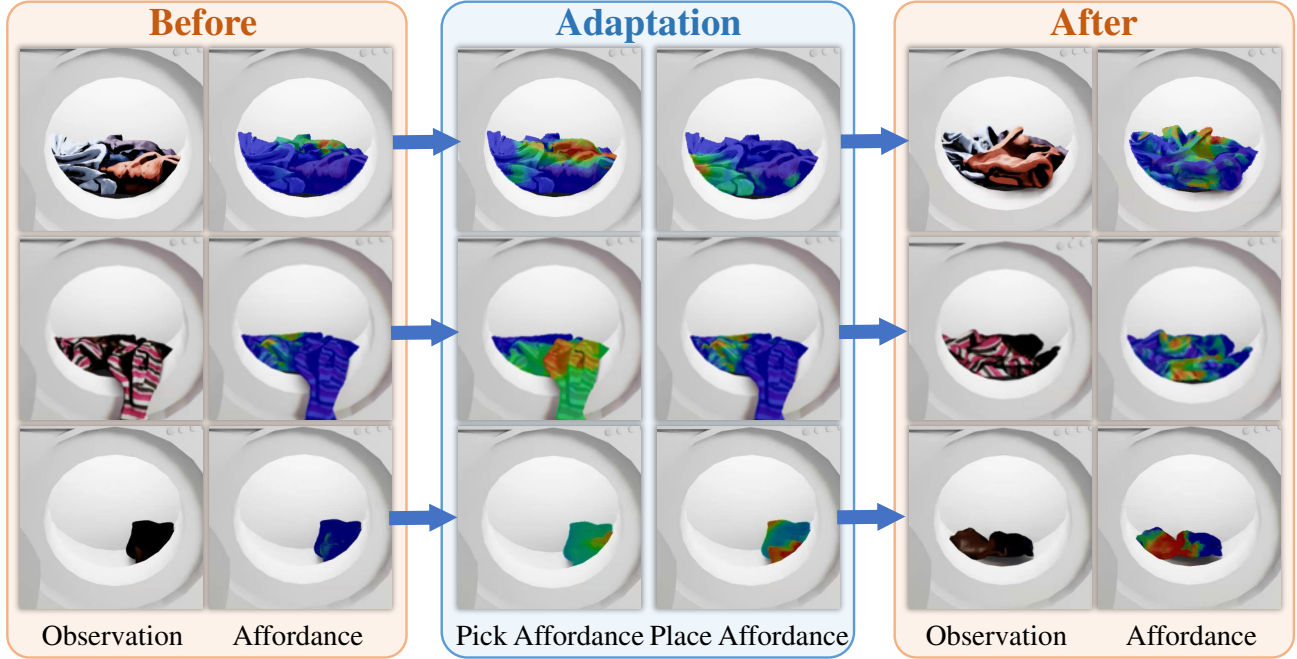 Before
Adaptation
After
Observation
Affordance
Pick Affordance
Place Affordance
Observation
Affordance